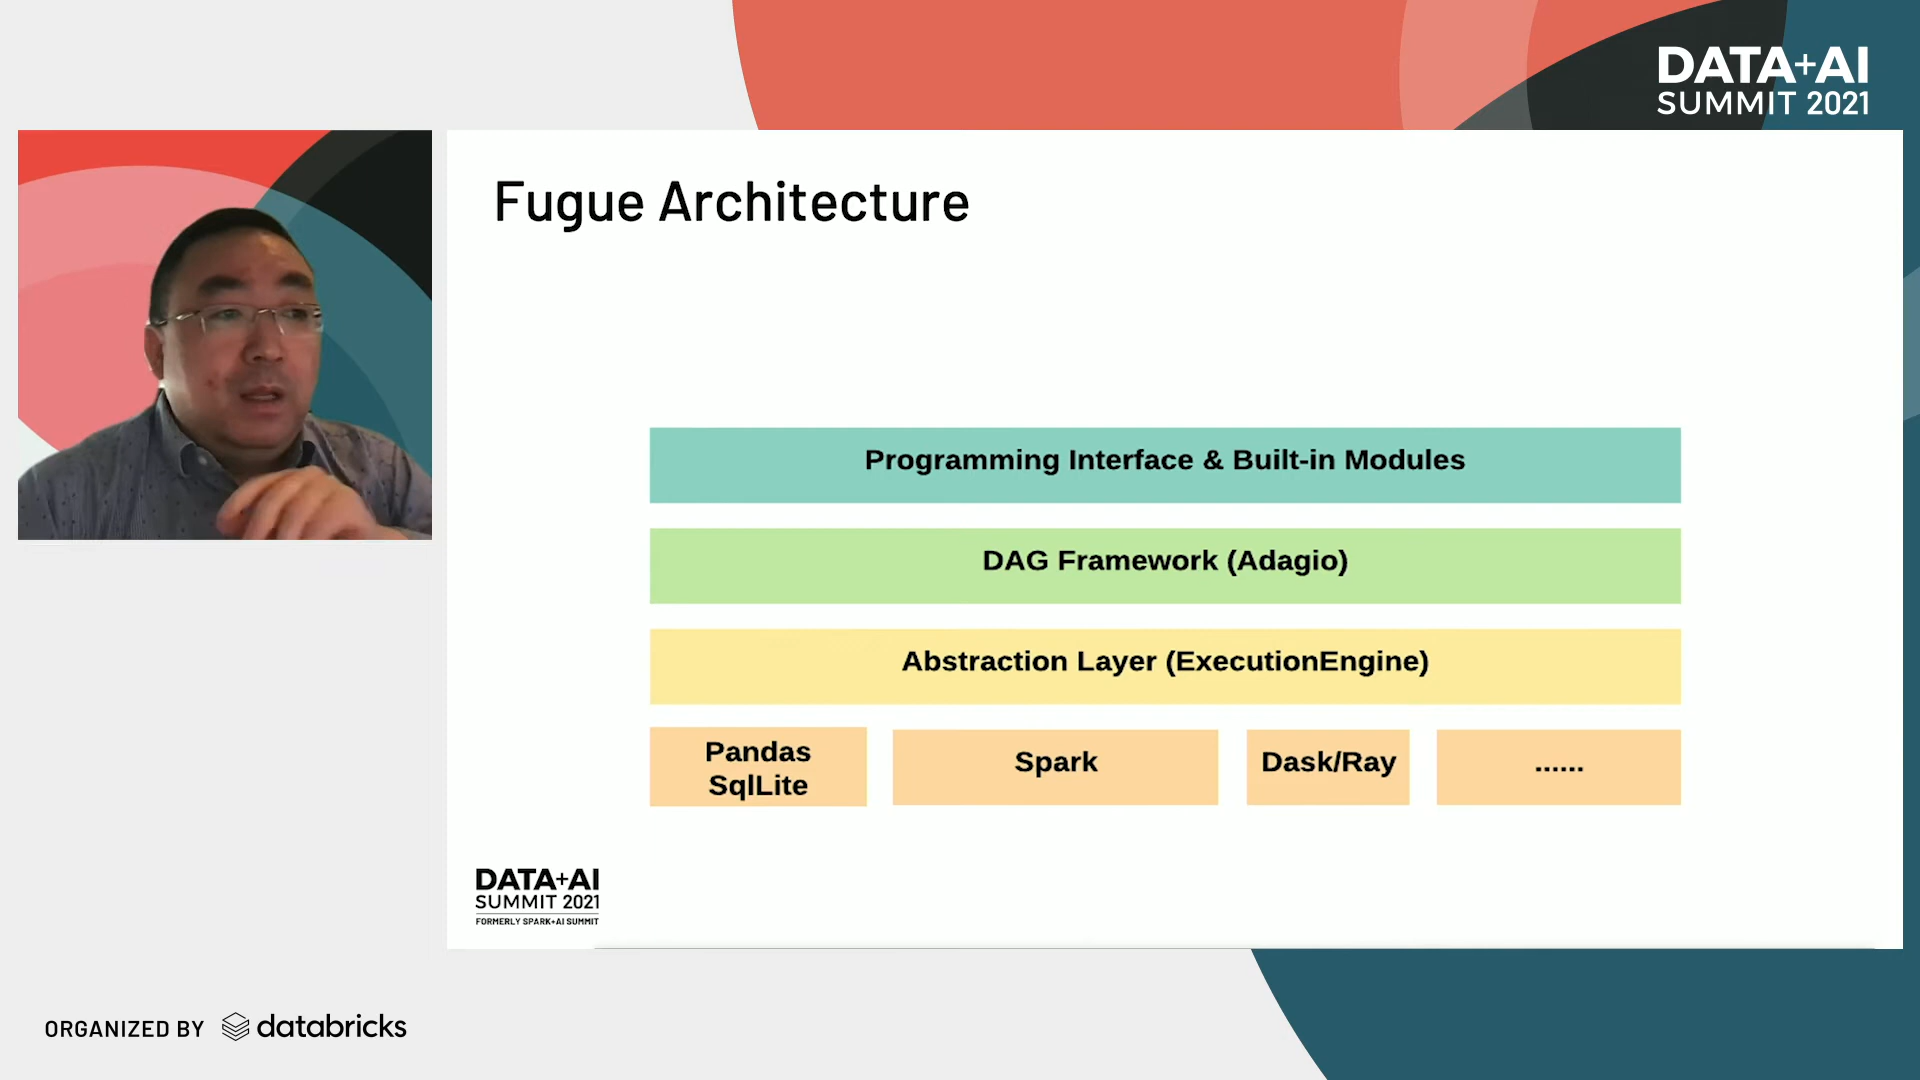 DATA+AI
SUMMIT 2021
Fugue Architecture
Programming Interface & Built-in Modules
DAG Framework (Adagio)
Abstraction Layer (ExecutionEngine)
Pandas
SqlLite
Spark
Dask/Ray
......
DATA+AI
SUMMIT 2021
FORMERLY SPARK+AI SUMMIT
ORGANIZED BY databricks